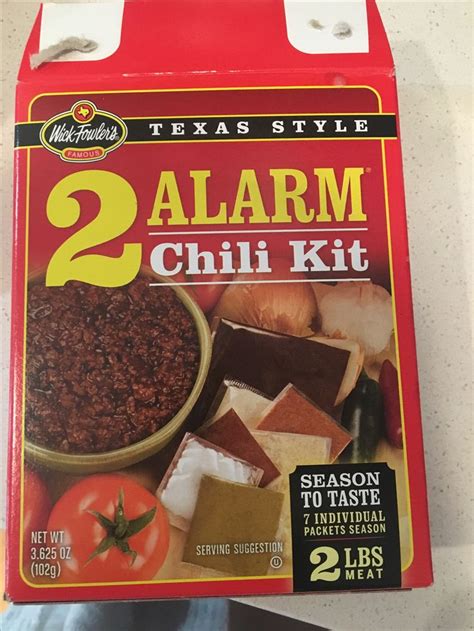 Wick Fowler's
FAMOUS
TEXAS STYLE
2 ALARM®
Chili Kit
SEASON
TO TASTE
7 INDIVIDUAL
PACKETS SEASON
2 LBS
MEAT
NET WT
3.625 OZ
(102g)
SERVING SUGGESTION
U